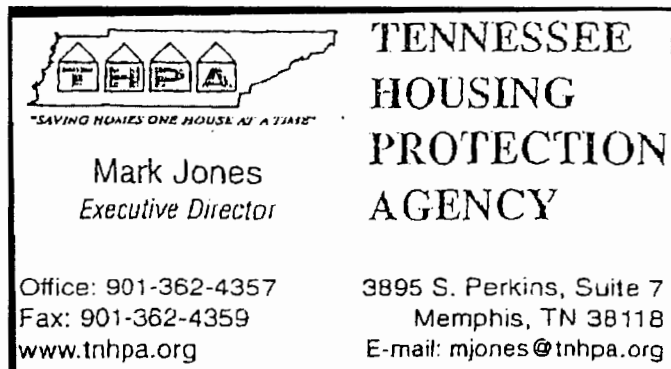 "SAVING HOMES ONE HOUSE AT A TIME"
Mark Jones
Executive Director
TENNESSEE
HOUSING
PROTECTION
AGENCY
Office: 901-362-4357
Fax: 901-362-4359
www.tnhpa.org
3895 S. Perkins, Suite 7
Memphis, TN 38118
E-mail: mjones@tnhpa.org